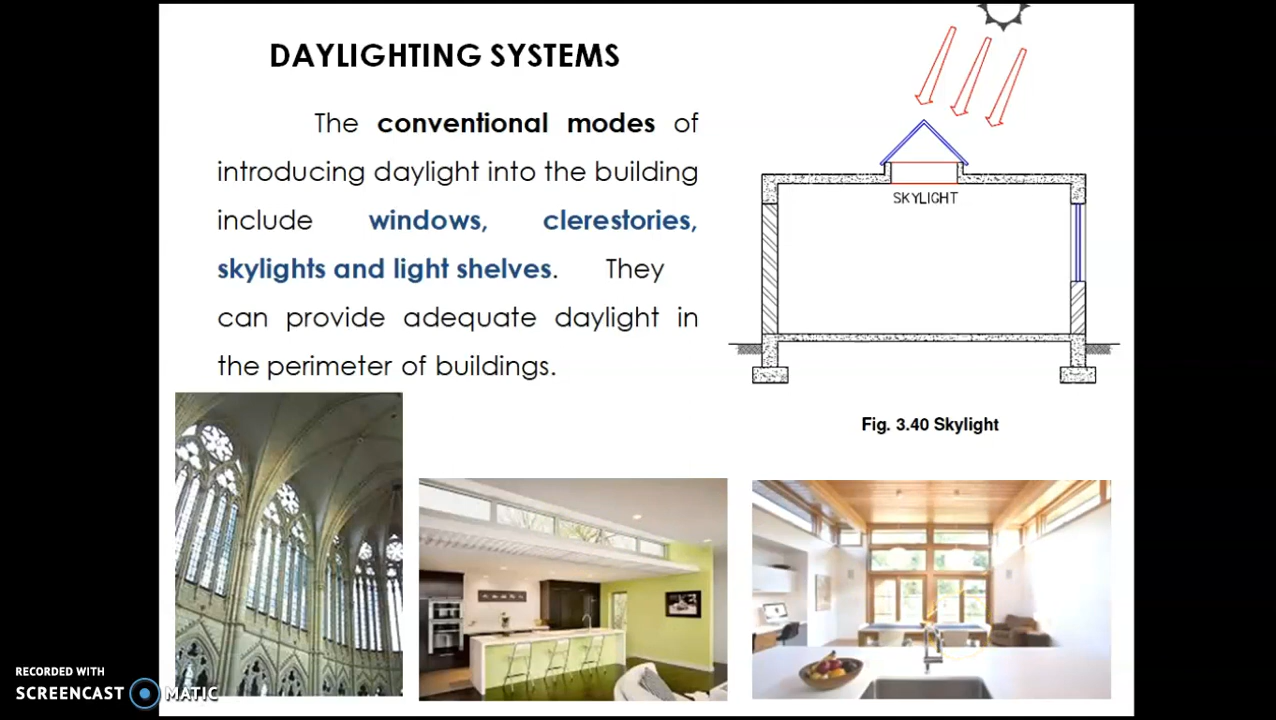 DAYLIGHTING SYSTEMS
The conventional modes of
introducing daylight into the building
include windows, clerestories,
skylights and light shelves. They
can provide adequate daylight in
the perimeter of buildings.
SKYLIGHT
Fig. 3.40 Skylight
RECORDED WITH
SCREENCAST MATIC